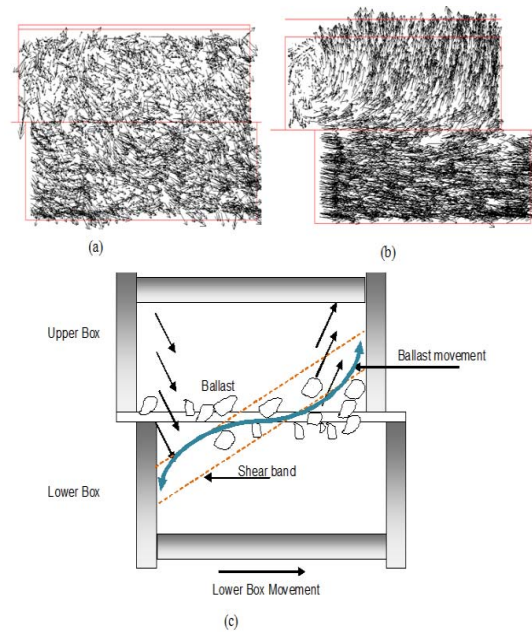 (a)
(b)
Upper Box
Ballast
Ballast movement
Shear band
Lower Box
Lower Box Movement
(c)